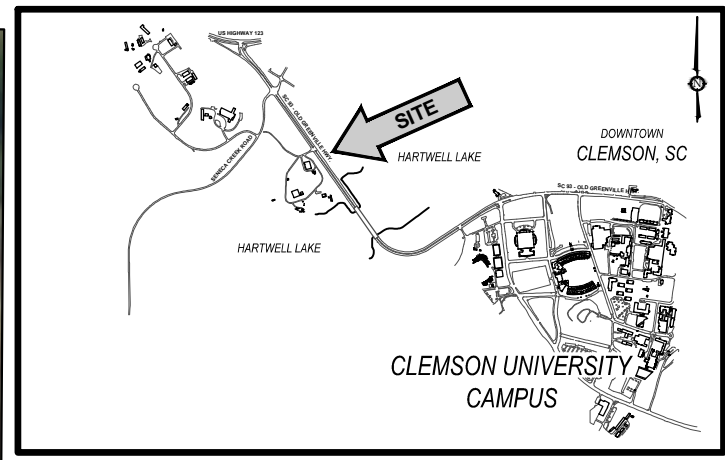 US HIGHWAY 123
SC 93 - OLD GREENVILLE HWY
SITE
SENECA CREEK ROAD
HARTWELL LAKE
HARTWELL LAKE
DOWNTOWN
CLEMSON, SC
N
SC 93 - OLD GREENVILLE H
CLEMSON UNIVERSITY
CAMPUS